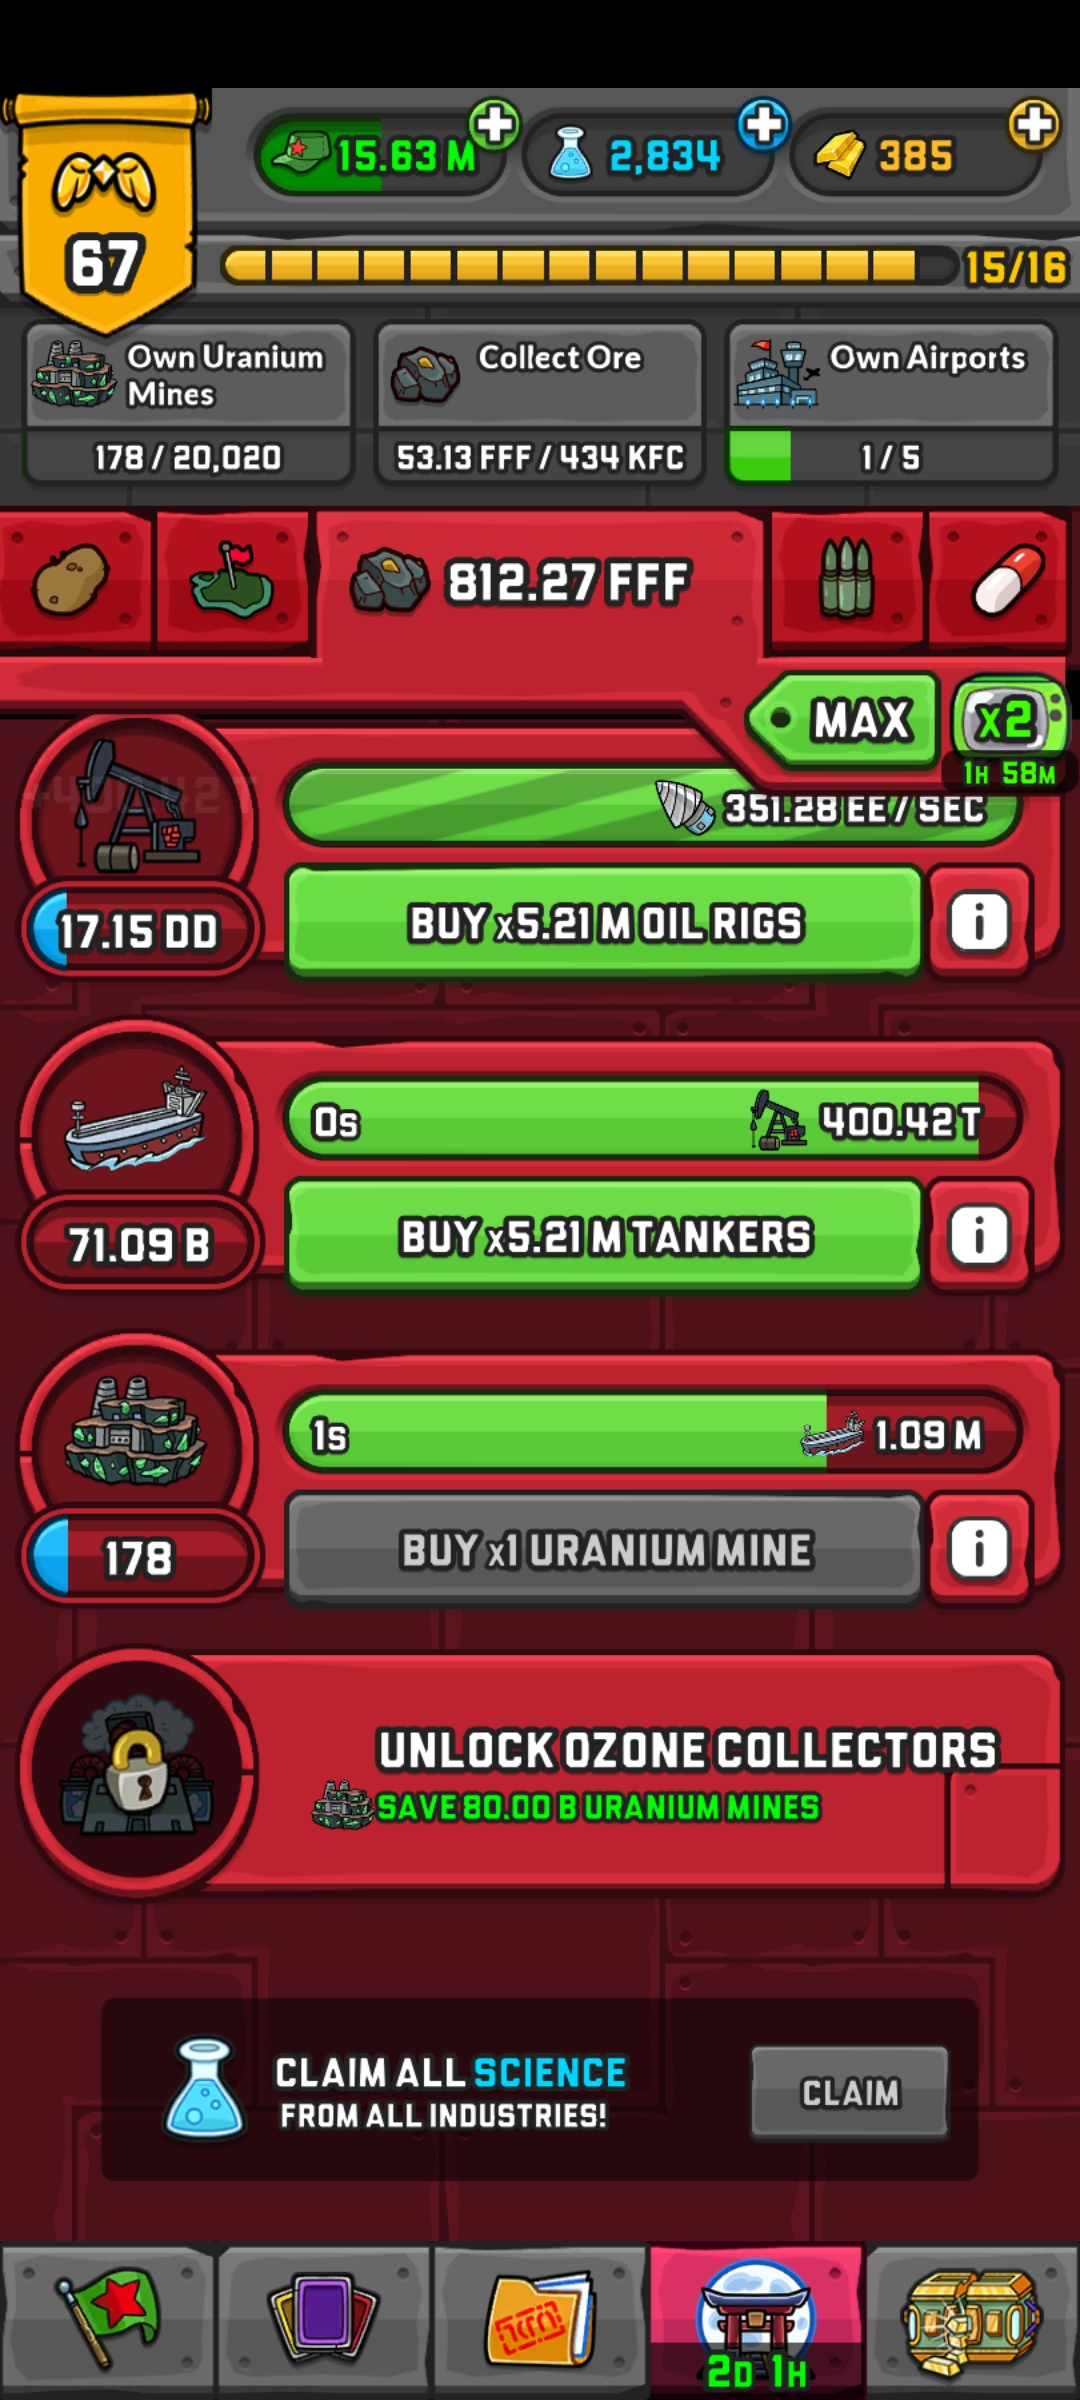 15.63 M
2,834
385
67
15/16
Own Uranium
Mines
178 / 20,020
Collect Ore
53.13 FFF / 434 KFC
Own Airports
1 / 5
812.27 FFF
MAX
x2
1H 58M
351.28 EE / SEC
17.15 DD
BUY x5.21 M OIL RIGS
i
0s
400.42 T
71.09 B
BUY x5.21 M TANKERS
i
1s
1.09 M
178
BUY x1 URANIUM MINE
i
UNLOCK OZONE COLLECTORS
SAVE 80.00 B URANIUM MINES
CLAIM ALL SCIENCE
FROM ALL INDUSTRIES!
CLAIM
2D 1H